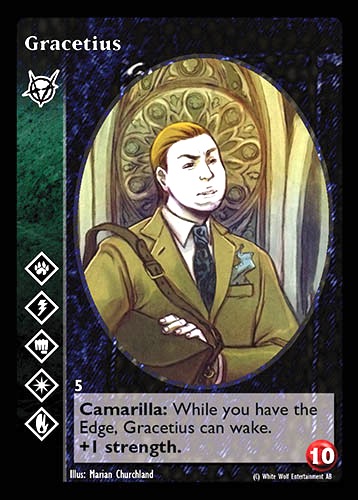 Gracetius
5
Camarilla: While you have the
Edge, Gracetius can wake.
+1 strength.
10
Illus: Marian Churchland
(C) White Wolf Entertainment AB